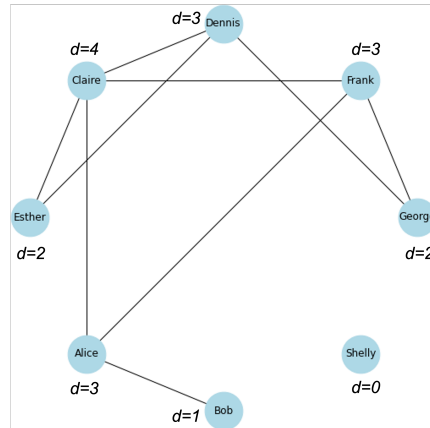 d=3 Dennis
d=4
d=3
Claire
Frank
Esther
Georg
d=2
d=2
Alice
Shelly
d=3
d=0
d=1 Bob